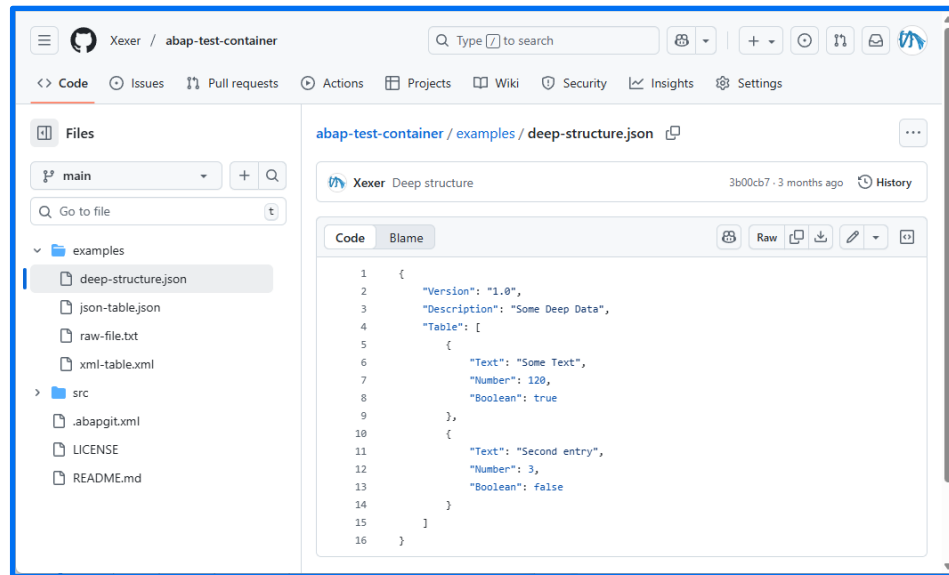 Xexer / abap-test-container
Type / to search
Code Issues Pull requests Actions Projects Wiki Security Insights Settings
Files
main
Go to file t
examples
deep-structure.json
json-table.json
raw-file.txt
xml-table.xml
src
.abapgit.xml
LICENSE
README.md
abap-test-container / examples / deep-structure.json
Xexer Deep structure 3b00cb7 · 3 months ago History
Code Blame Raw
1 {
2 "Version": "1.0",
3 "Description": "Some Deep Data",
4 "Table": [
5 {
6 "Text": "Some Text",
7 "Number": 120,
8 "Boolean": true
9 },
10 {
11 "Text": "Second entry",
12 "Number": 3,
13 "Boolean": false
14 }
15 ]
16 }